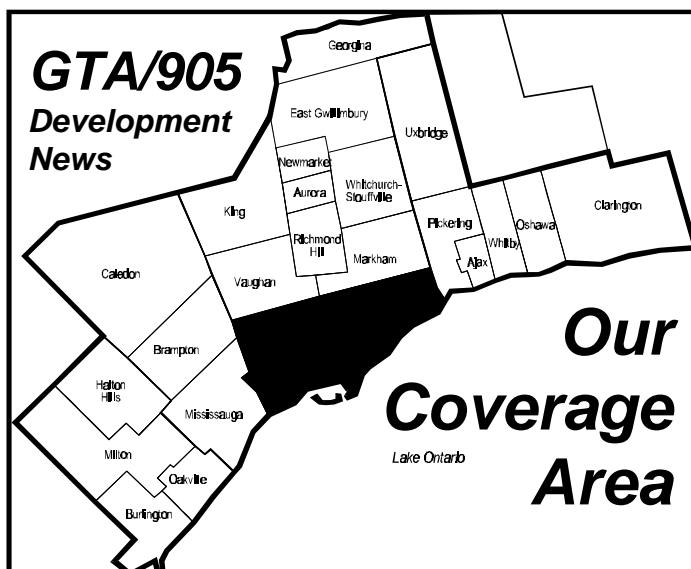 GTA/905
Development
News
Georgina
East Gwillimbury
Uxbridge
Newmarket
Whitchurch-
Stouffville
Aurora
King
Richmond
Hill
Pickering
Whitby
Oshawa
Clarington
Ajax
Markham
Vaughan
Caledon
Brampton
Halton
Hills
Mississauga
Milton
Oakville
Burlington
Lake Ontario
Our
Coverage
Area